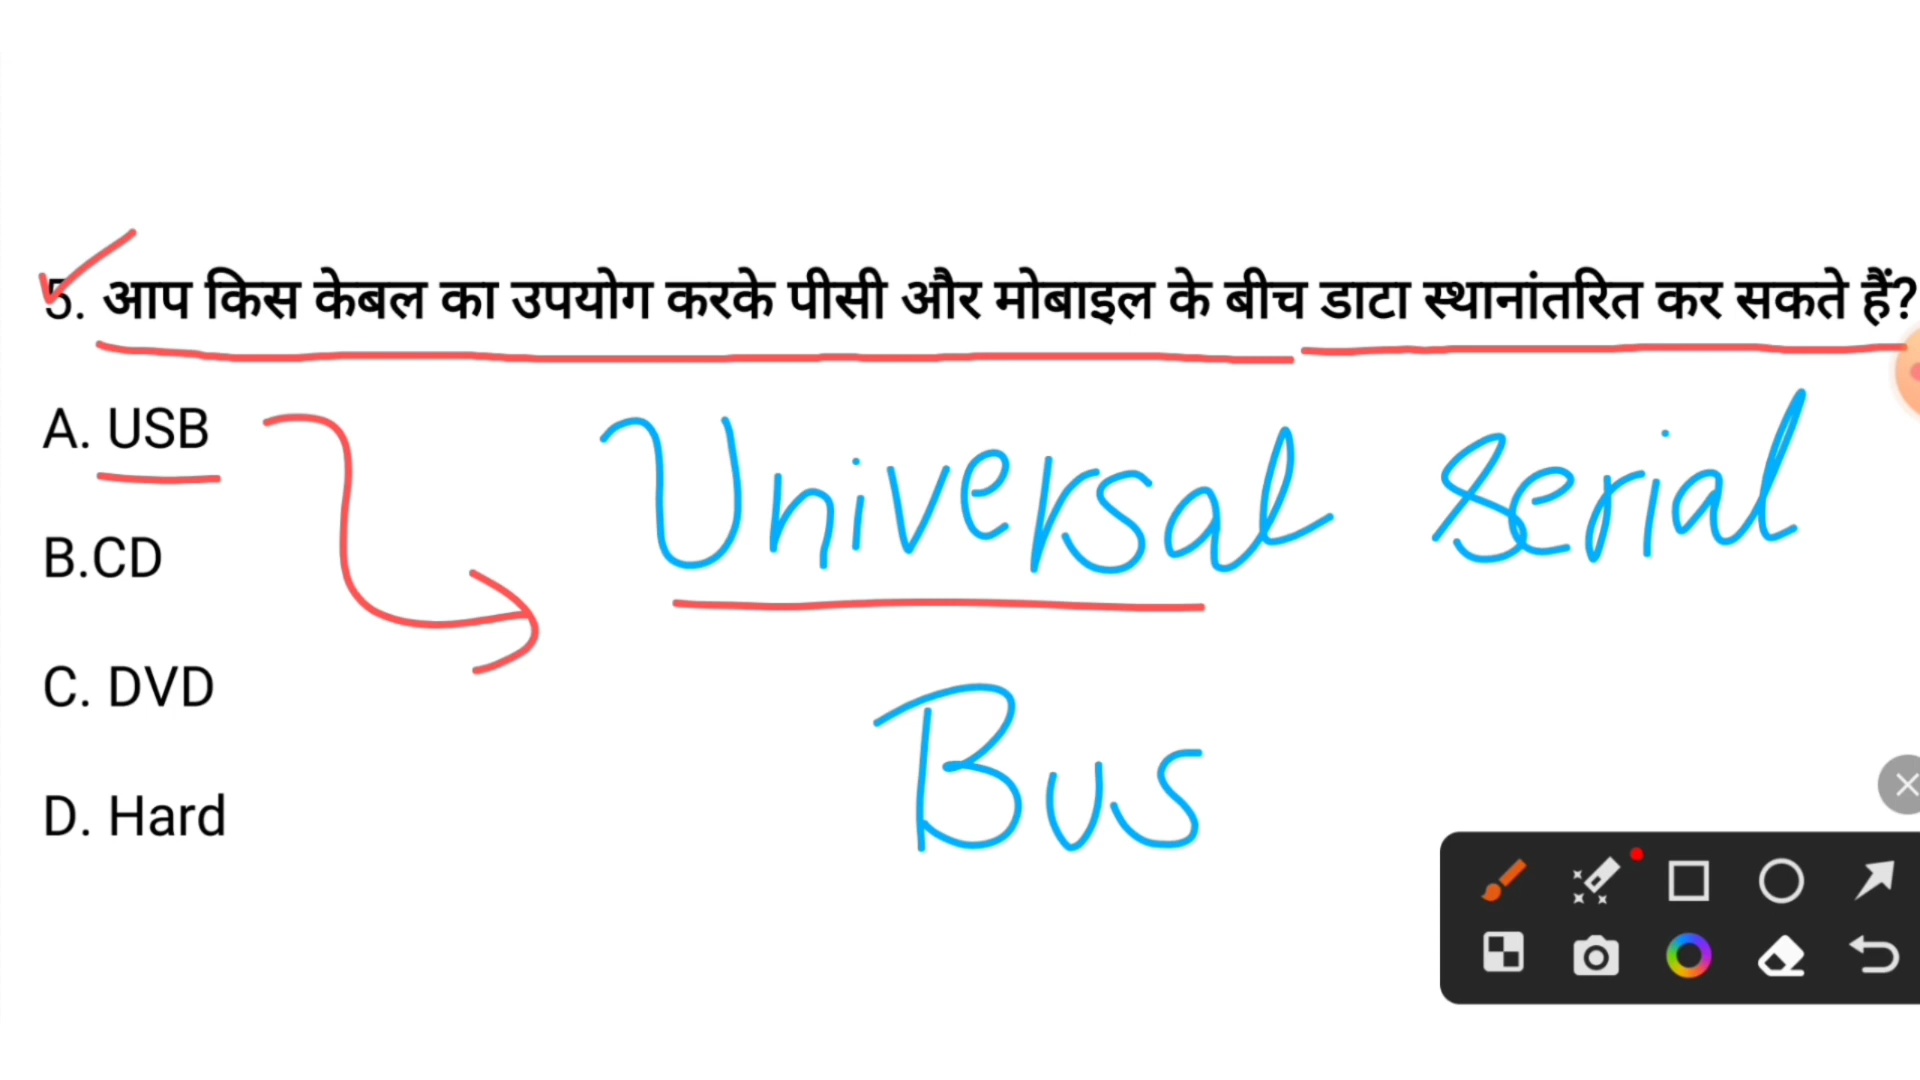 5. आप किस केबल का उपयोग करके पीसी और मोबाइल के बीच डाटा स्थानांतरित कर सकते हैं?
A. USB
Universal Serial
B.CD
C. DVD
Bus
D. Hard